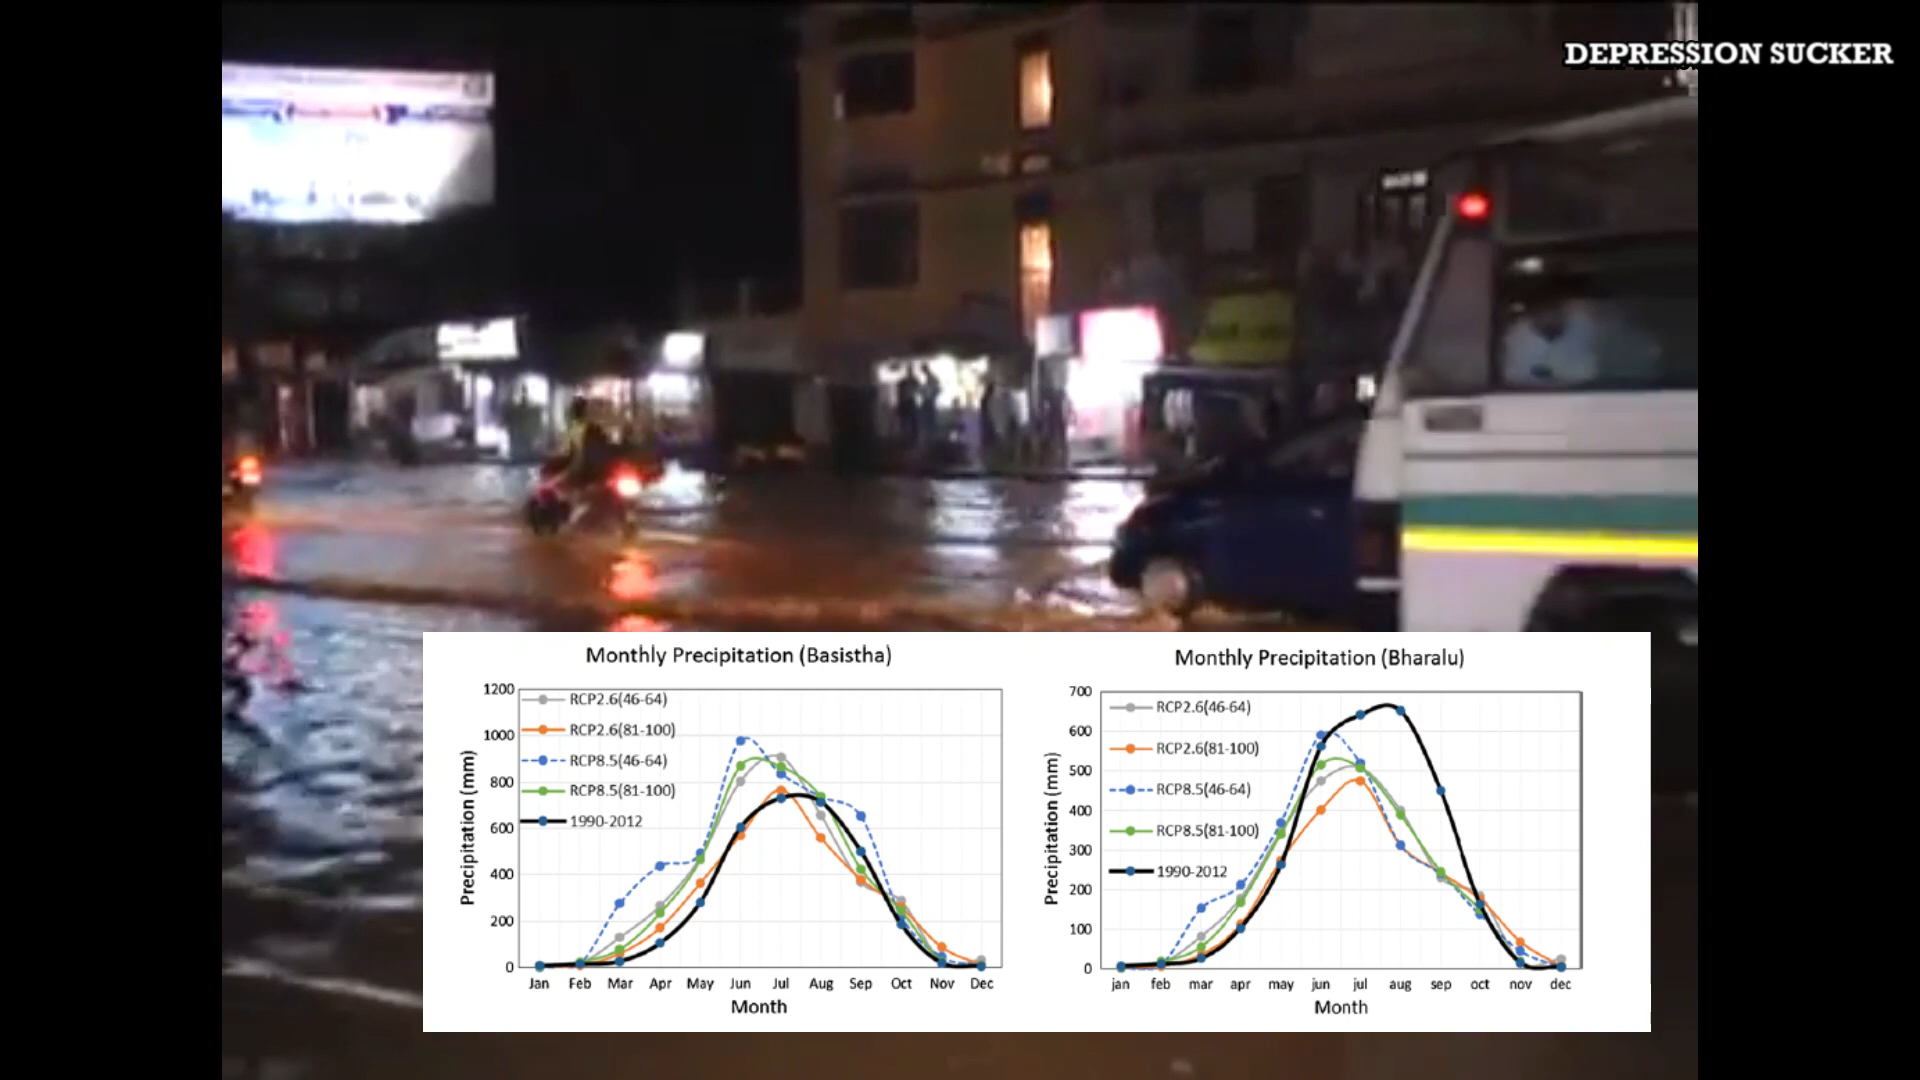 DEPRESSION SUCKER
Monthly Precipitation (Basistha)
Precipitation (mm)
1200
1000
800
600
400
200
0
RCP2.6(46-64)
RCP2.6(81-100)
RCP8.5(46-64)
RCP8.5(81-100)
1990-2012
Jan Feb Mar Apr May Jun Jul Aug Sep Oct Nov Dec
Month
Monthly Precipitation (Bharalu)
Precipitation (mm)
700
600
500
400
300
200
100
0
RCP2.6(46-64)
RCP2.6(81-100)
RCP8.5(46-64)
RCP8.5(81-100)
1990-2012
jan feb mar apr may jun jul aug sep oct nov dec
Month